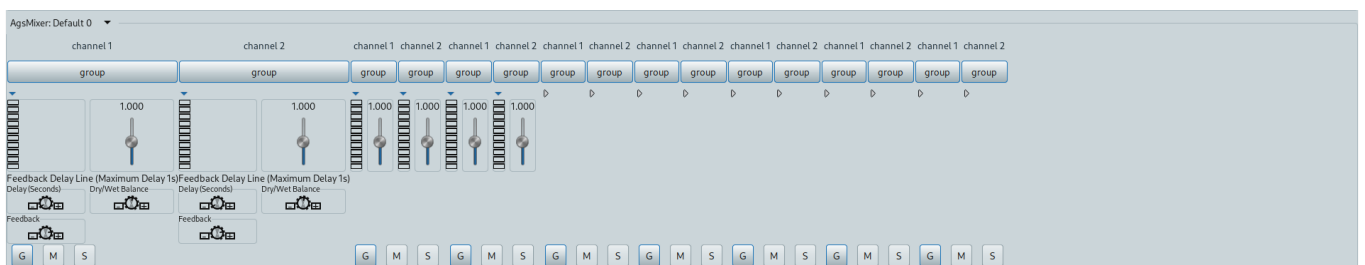 AgsMixer: Default 0
channel 1 channel 2 channel 1 channel 2 channel 1 channel 2 channel 1 channel 2 channel 1 channel 2 channel 1 channel 2 channel 1 channel 2 channel 1 channel 2
group group group group group group group group group group group group group group group group
1.000 1.000 1.000 1.000 1.000 1.000
Feedback Delay Line (Maximum Delay 1s) Feedback Delay Line (Maximum Delay 1s)
Delay (Seconds) Dry/Wet Balance Delay (Seconds) Dry/Wet Balance
Feedback Feedback
G M S G M S G M S G M S G M S G M S G M S G M S